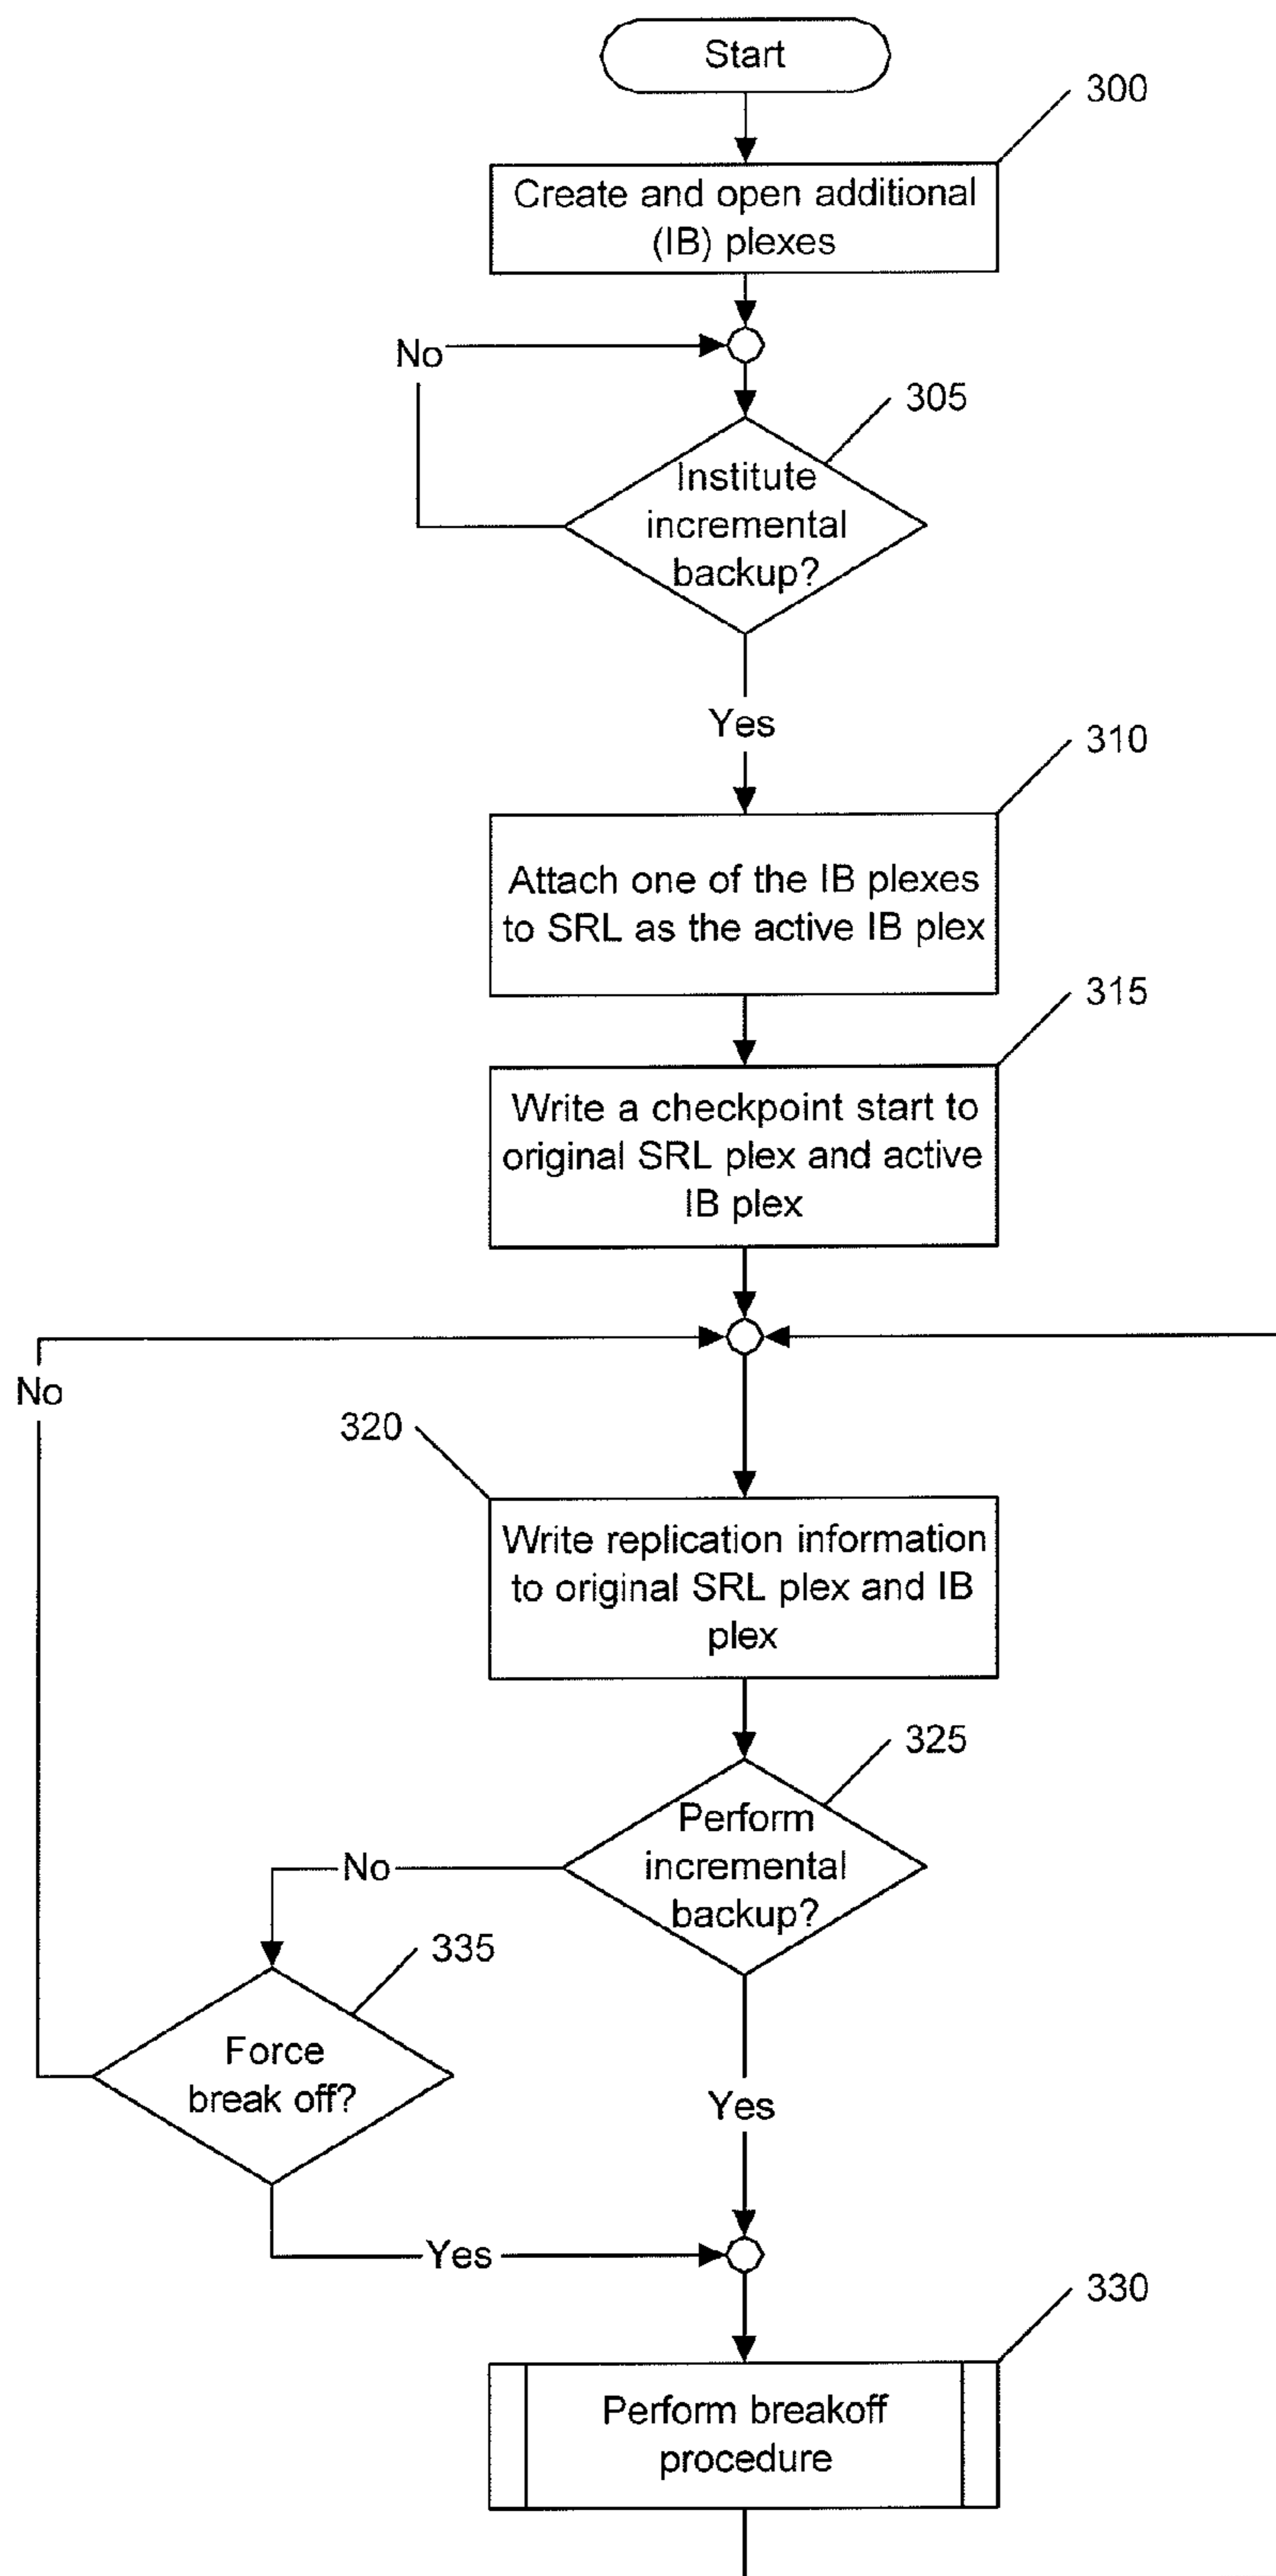 Start
300
Create and open additional
(IB) plexes
No
305
Institute
incremental
backup?
Yes
310
Attach one of the IB plexes
to SRL as the active IB plex
315
Write a checkpoint start to
original SRL plex and active
IB plex
No
320
Write replication information
to original SRL plex and IB
plex
325
Perform
incremental
backup?
No
335
Force
break off?
Yes
Yes
330
Perform breakoff
procedure